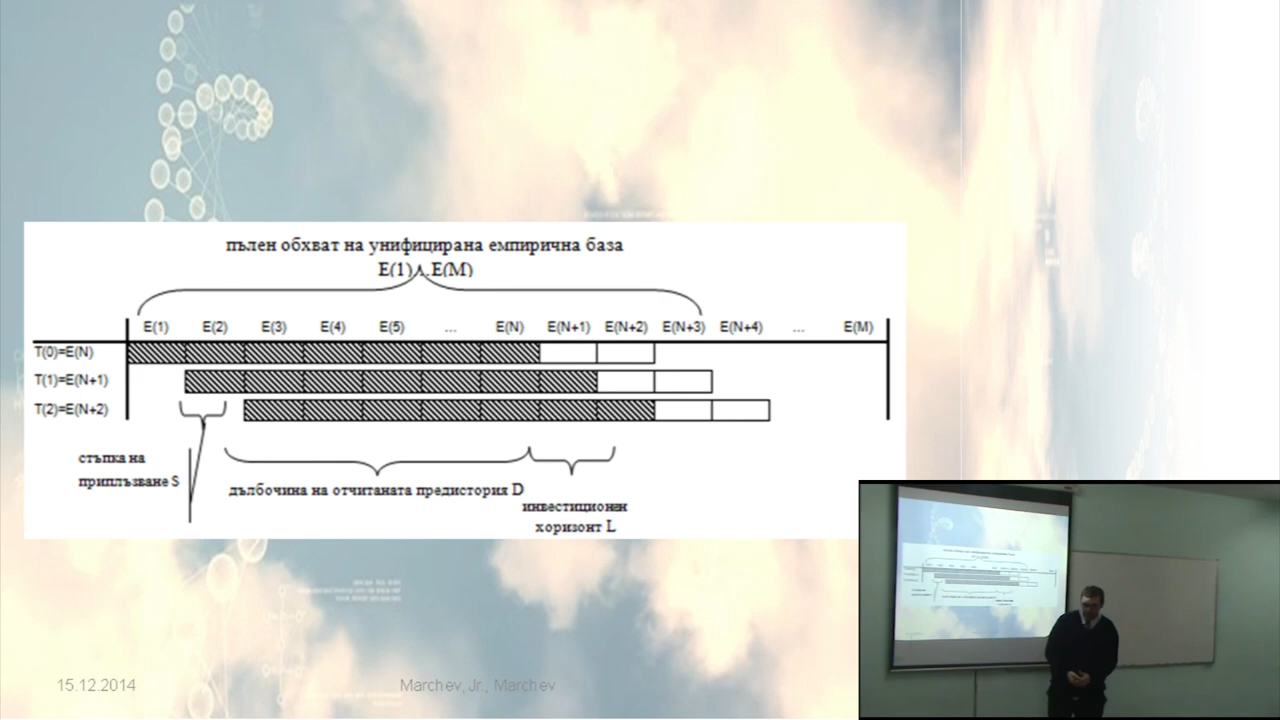 пълен обхват на унифицирана емпирична база
E(1)...E(M)
E(1) E(2) E(3) E(4) E(5) ... E(N) E(N+1) E(N+2) E(N+3) E(N+4) ... E(M)
T(0)=E(N)
T(1)=E(N+1)
T(2)=E(N+2)
стъпка на
приплъзване S
дълбочина на отчитаната предистория D
инвестиционен
хоризонт L
15.12.2014 Marchev, Jr., Marchev